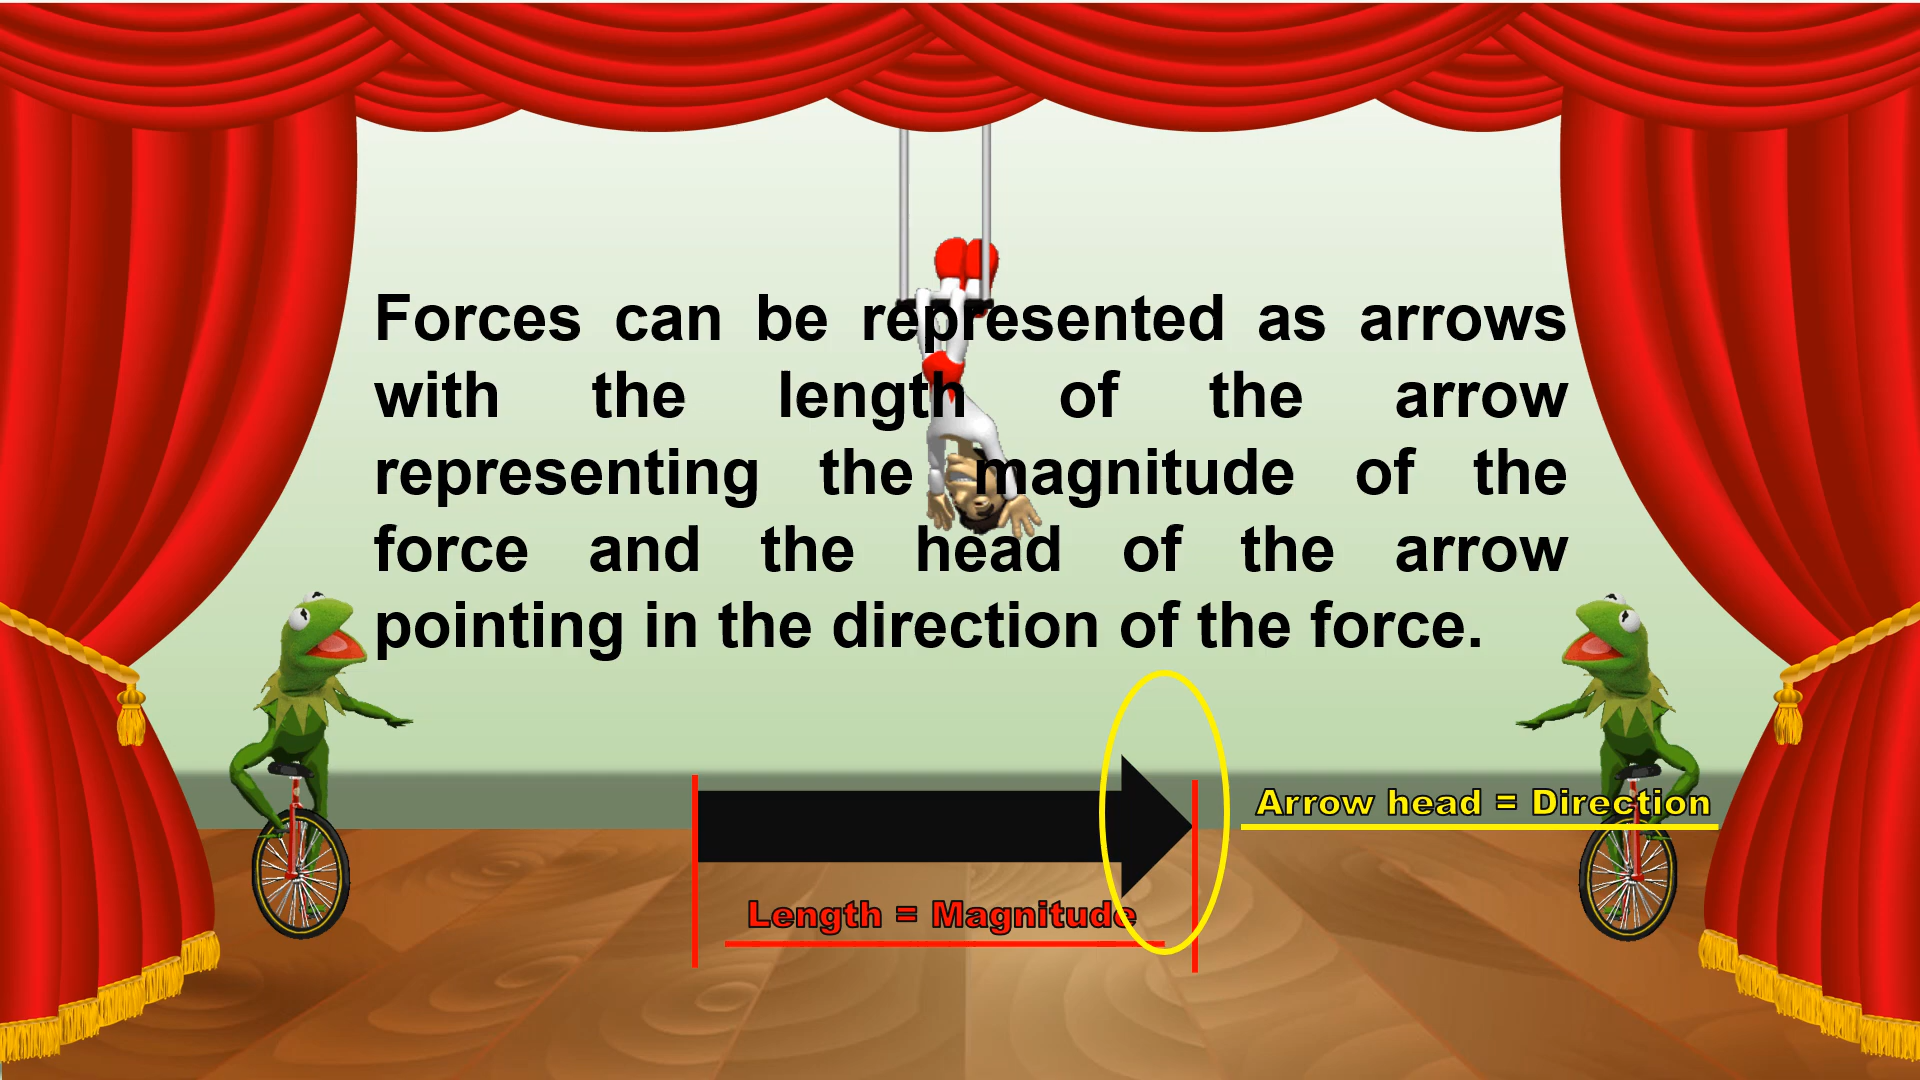 Forces can be represented as arrows
with the length of the arrow
representing the magnitude of the
force and the head of the arrow
pointing in the direction of the force.
Arrow head = Direction
Length = Magnitude